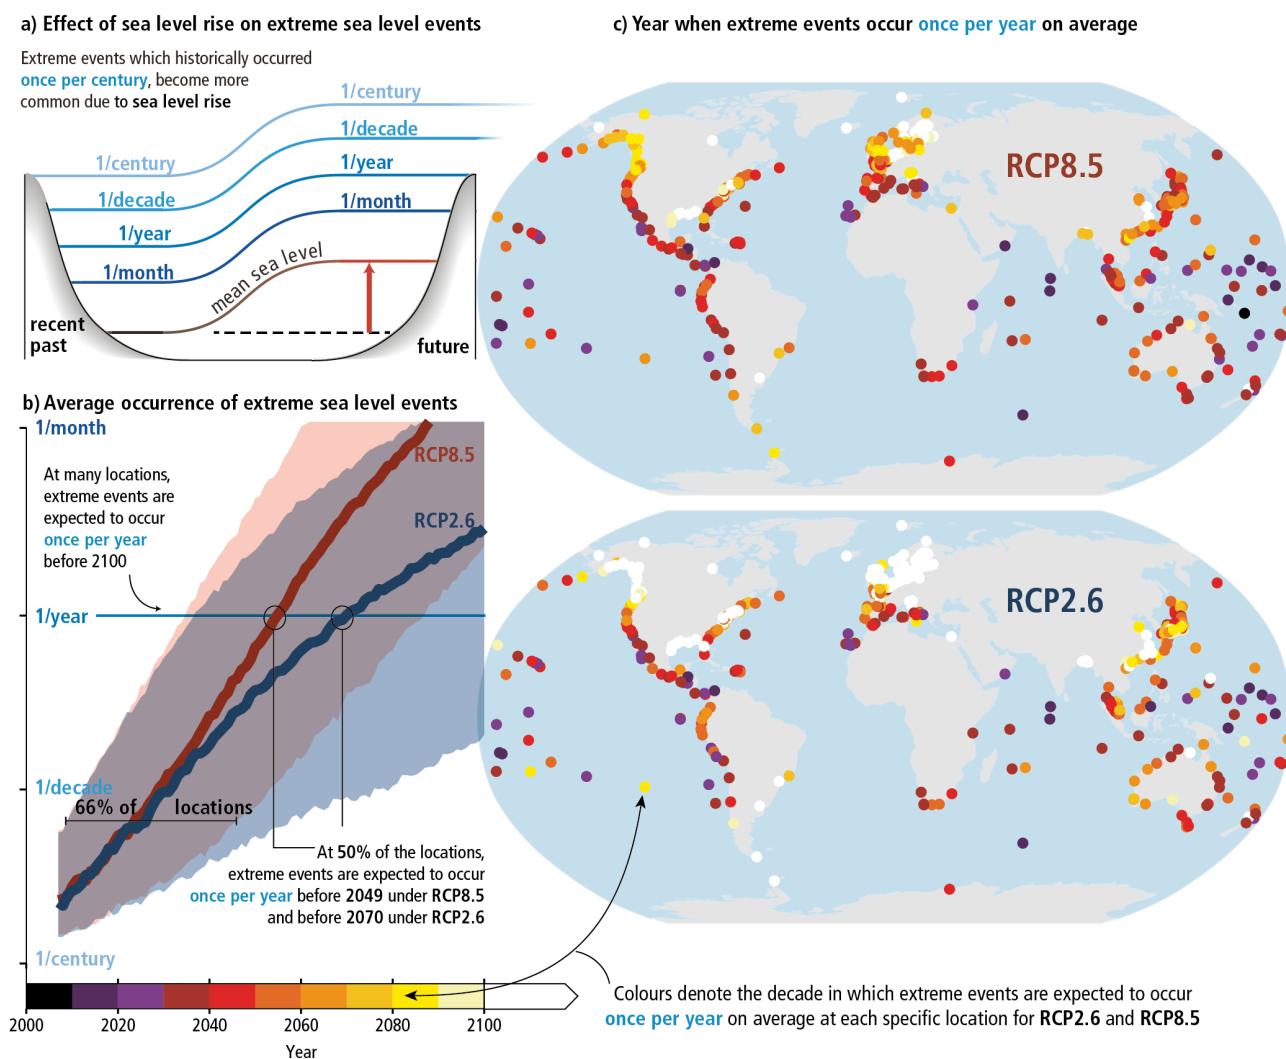 a) Effect of sea level rise on extreme sea level events
Extreme events which historically occurred
once per century, become more
common due to sea level rise
1/century
1/decade
1/year
1/month
1/century
1/decade
1/year
1/month
mean sea level
recent
past
future
b) Average occurrence of extreme sea level events
1/month
At many locations,
extreme events are
expected to occur
once per year
before 2100
RCP8.5
RCP2.6
1/year
1/decade
66% of locations
At 50% of the locations,
extreme events are expected to occur
once per year before 2049 under RCP8.5
and before 2070 under RCP2.6
1/century
2000 2020 2040 2060 2080 2100
Year
c) Year when extreme events occur once per year on average
RCP8.5
RCP2.6
Colours denote the decade in which extreme events are expected to occur
once per year on average at each specific location for RCP2.6 and RCP8.5